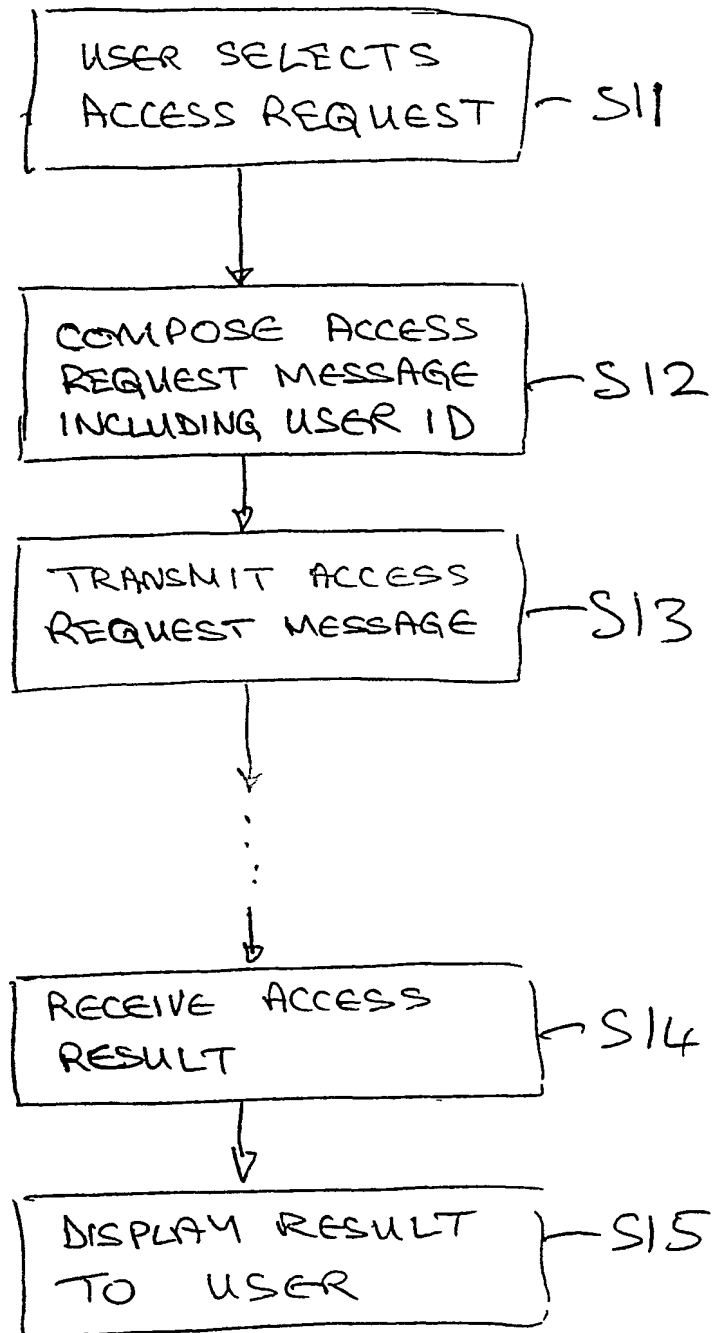 USER SELECTS
ACCESS REQUEST
S11
COMPOSE ACCESS
REQUEST MESSAGE
INCLUDING USER ID
S12
TRANSMIT ACCESS
REQUEST MESSAGE
S13
RECEIVE ACCESS
RESULT
S14
DISPLAY RESULT
TO USER
S15